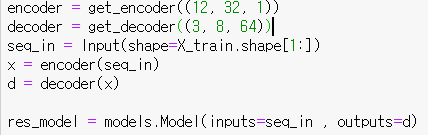 encoder = get_encoder((12, 32, 1))
decoder = get_decoder((3, 8, 64))
seq_in = Input(shape=X_train.shape[1:])
x = encoder(seq_in)
d = decoder(x)
res_model = models.Model(inputs=seq_in , outputs=d)